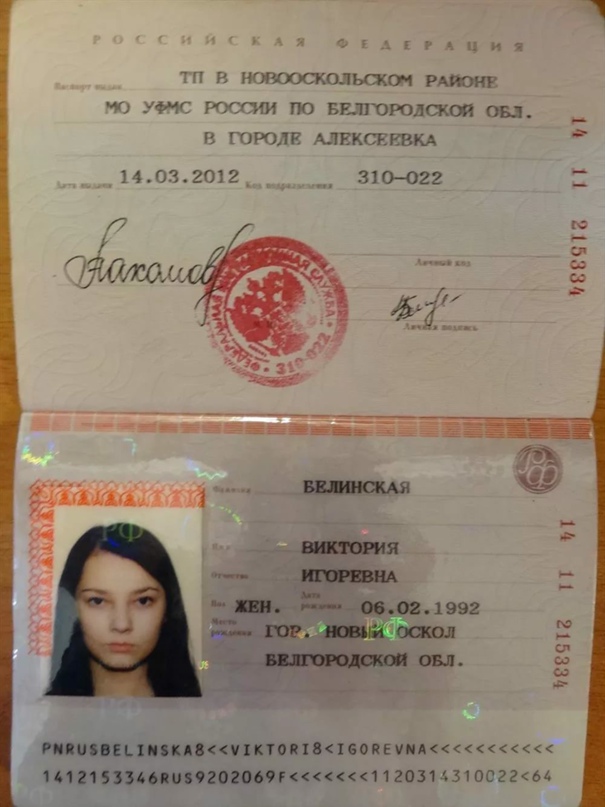 РОССИЙСКАЯ ФЕДЕРАЦИЯ
Паспорт выдан ТП В НОВООСКОЛЬСКОМ РАЙОНЕ
МО УФМС РОССИИ ПО БЕЛГОРОДСКОЙ ОБЛ.
В ГОРОДЕ АЛЕКСЕЕВКА
Дата выдачи 14.03.2012 Код подразделения 310-022
14 11 215334
Личный код
Личная подпись
ФЕДЕРАЛЬНАЯ МИГРАЦИОННАЯ СЛУЖБА
310-022
РФ
Фамилия БЕЛИНСКАЯ
Имя ВИКТОРИЯ
Отчество ИГОРЕВНА
Пол ЖЕН. Дата рождения 06.02.1992
Место рождения ГОР. НОВЫЙ ОСКОЛ
БЕЛГОРОДСКОЙ ОБЛ.
14 11 215334
РФ
РФ
PNRUSBELINSKA8<<VIKTORI8<IGOREVNA<<<<<<<<<<<
1412153346RUS9202069F<<<<<<<1120314310022<64